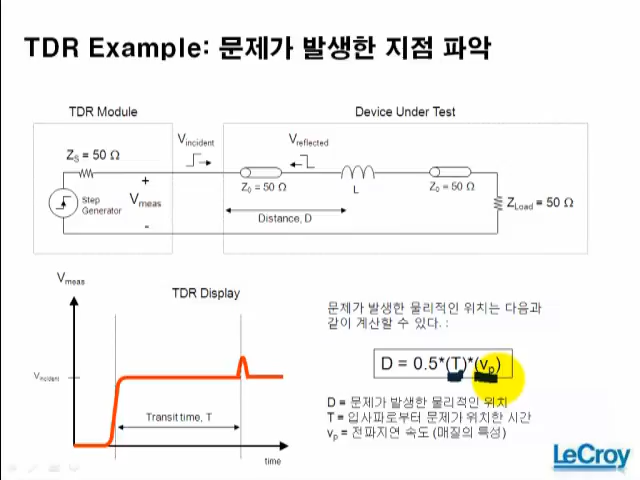 TDR Example: 문제가 발생한 지점 파악
TDR Module
Device Under Test
Vincident
Vreflected
ZS = 50 Ω
+
Step
Generator
Vmeas
-
Z0 = 50 Ω
L
Z0 = 50 Ω
ZLoad = 50 Ω
Distance, D
Vmeas
TDR Display
Vincident
Transit time, T
time
문제가 발생한 물리적인 위치는 다음과
같이 계산할 수 있다. :
D = 0.5*(T)*(vp)
D = 문제가 발생한 물리적인 위치
T = 입사파로부터 문제가 위치한 시간
vp = 전파지연 속도 (매질의 특성)
LeCroy